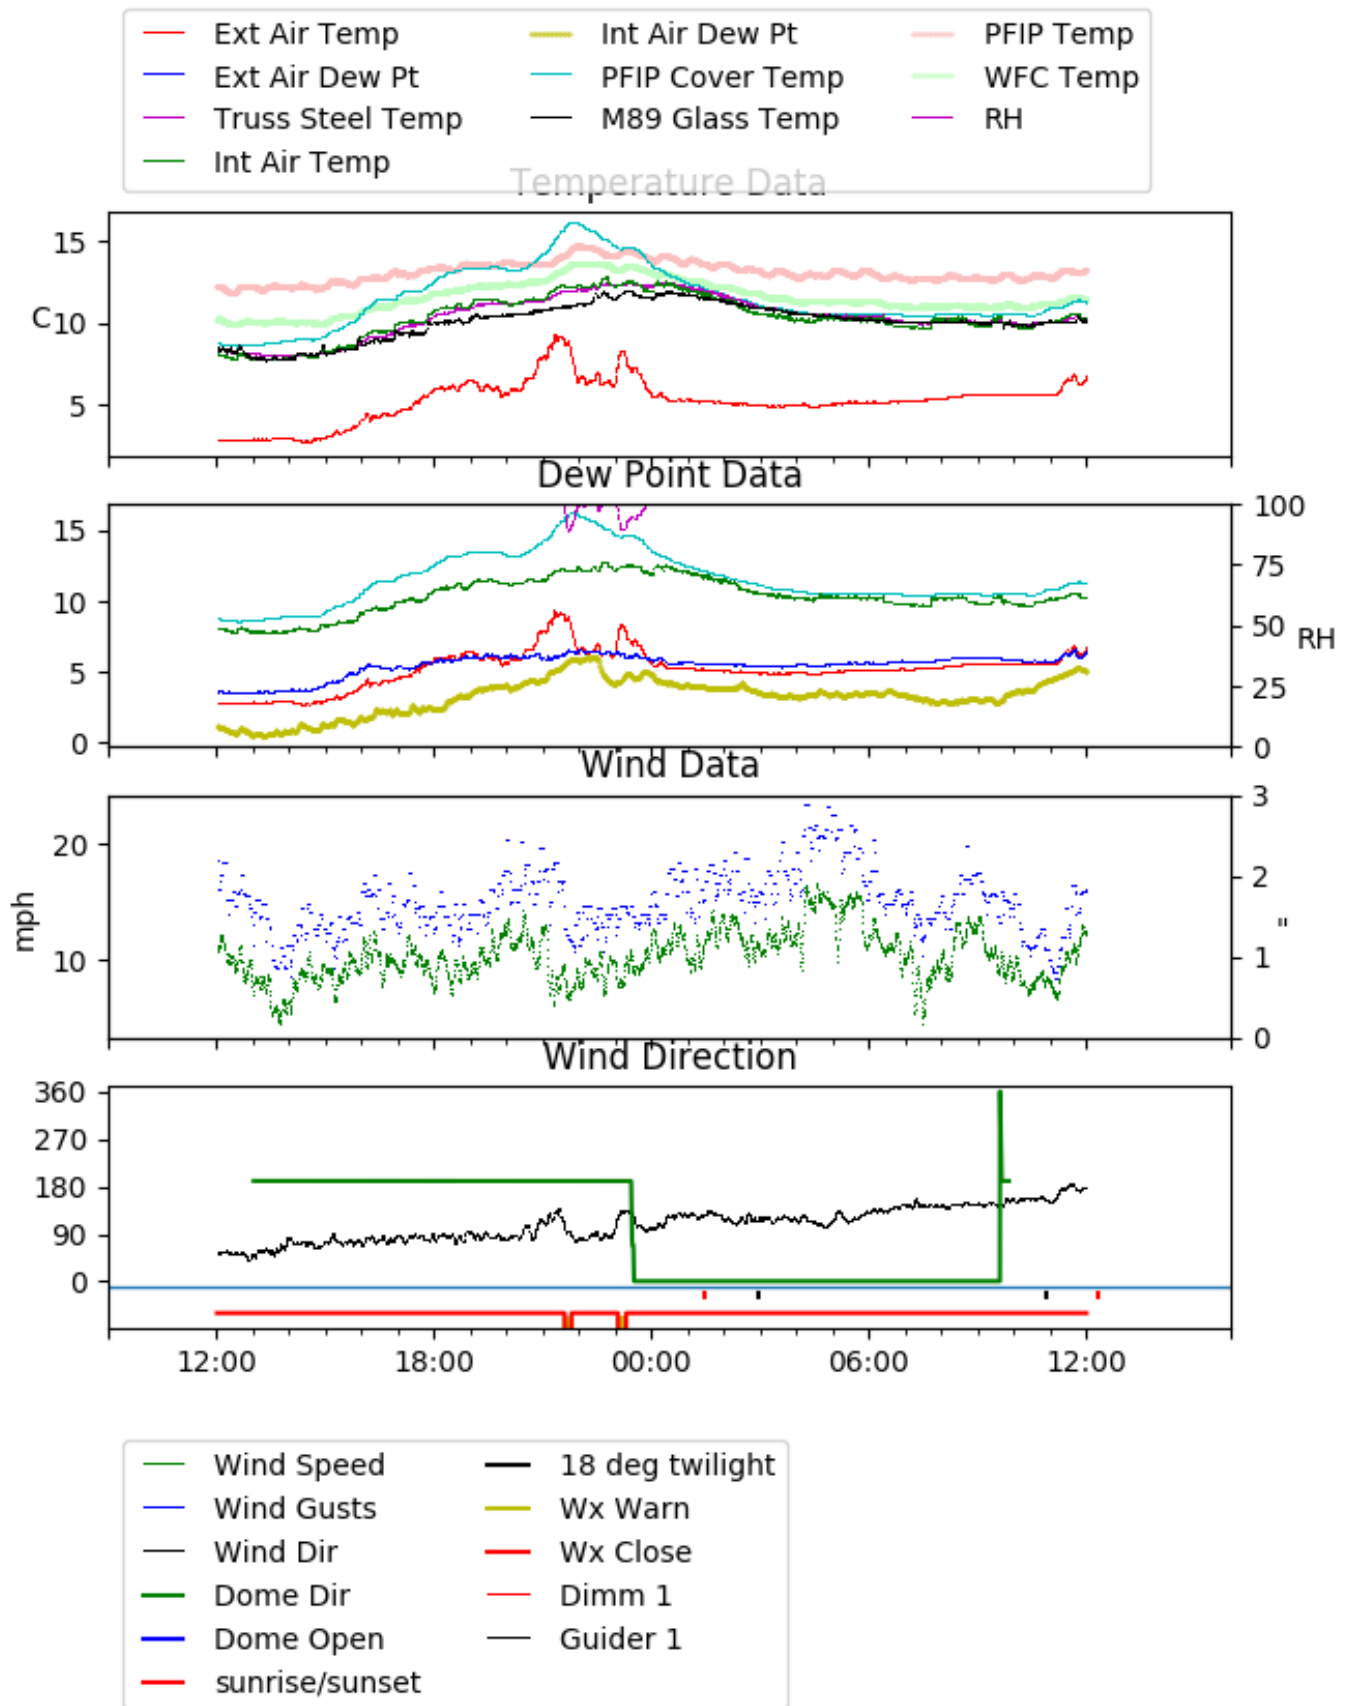 Ext Air Temp
Int Air Dew Pt
PFIP Temp
Ext Air Dew Pt
PFIP Cover Temp
WFC Temp
Truss Steel Temp
M89 Glass Temp
RH
Int Air Temp
Temperature Data
15
C
10
5
Dew Point Data
15
10
5
0
100
75
50
25
0
RH
Wind Data
20
10
mph
3
2
1
0
"
Wind Direction
360
270
180
90
0
12:00 18:00 00:00 06:00 12:00
Wind Speed
18 deg twilight
Wind Gusts
Wx Warn
Wind Dir
Wx Close
Dome Dir
Dimm 1
Dome Open
Guider 1
sunrise/sunset